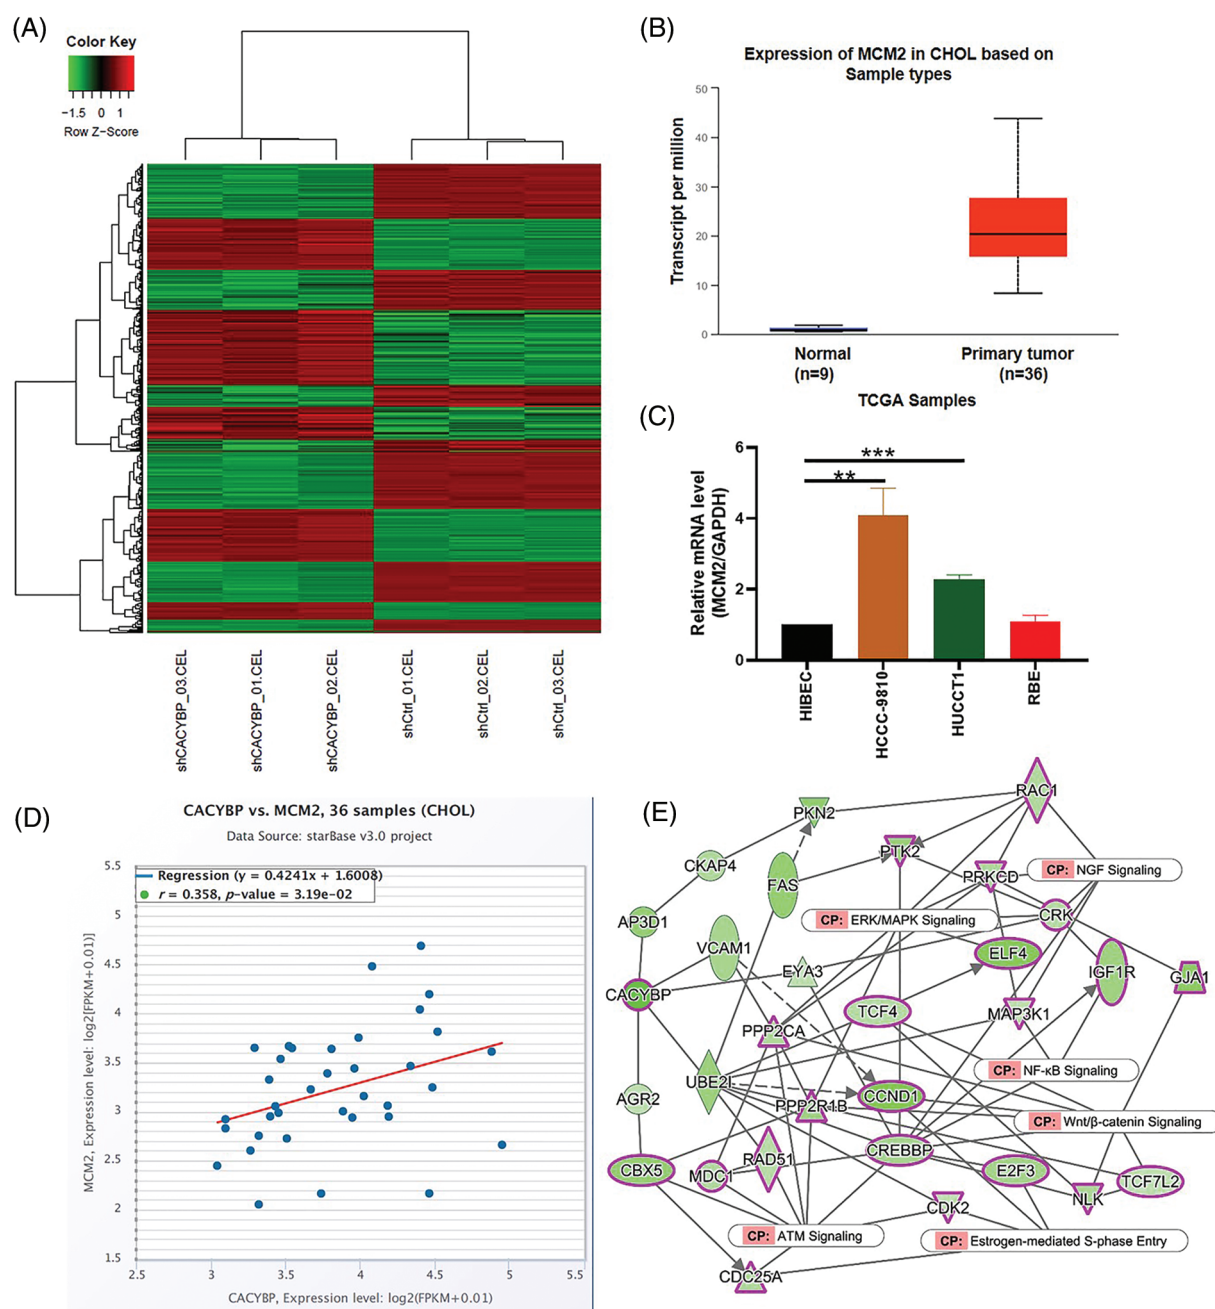 (A)
Color Key
−1.5 0 1
Row Z−Score
shCACYBP_03.CEL
shCACYBP_01.CEL
shCACYBP_02.CEL
shCtrl_01.CEL
shCtrl_02.CEL
shCtrl_03.CEL
(B)
Expression of MCM2 in CHOL based on
Sample types
Transcript per million
50
40
30
20
10
0
Normal
(n=9)
Primary tumor
(n=36)
TCGA Samples
(C)
Relative mRNA level
(MCM2/GAPDH)
6
4
2
0
***
**
HIBEC
HCCC-9810
HUCCT1
RBE
(D)
CACYBP vs. MCM2, 36 samples (CHOL)
Data Source: starBase v3.0 project
Regression (y = 0.4241x + 1.6008)
r = 0.358, p-value = 3.19e-02
MCM2, Expression level: log2[FPKM+0.01)]
5.5
5
4.5
4
3.5
3
2.5
2
1.5
2.5 3 3.5 4 4.5 5 5.5
CACYBP, Expression level: log2(FPKM+0.01)
(E)
RAC1
PKN2
PTK2
CKAP4
FAS
PRKCD
CP: NGF Signaling
AP3D1
CP: ERK/MAPK Signaling
CRK
VCAM1
ELF4
EYA3
IGF1R
GJA1
CACYBP
TCF4
MAP3K1
PPP2CA
CP: NF-κB Signaling
UBE2I
AGR2
PPP2R1B
CCND1
CP: Wnt/β-catenin Signaling
CREBBP
RAD51
CBX5
MDC1
E2F3
TCF7L2
NLK
CDK2
CP: ATM Signaling
CP: Estrogen-mediated S-phase Entry
CDC25A